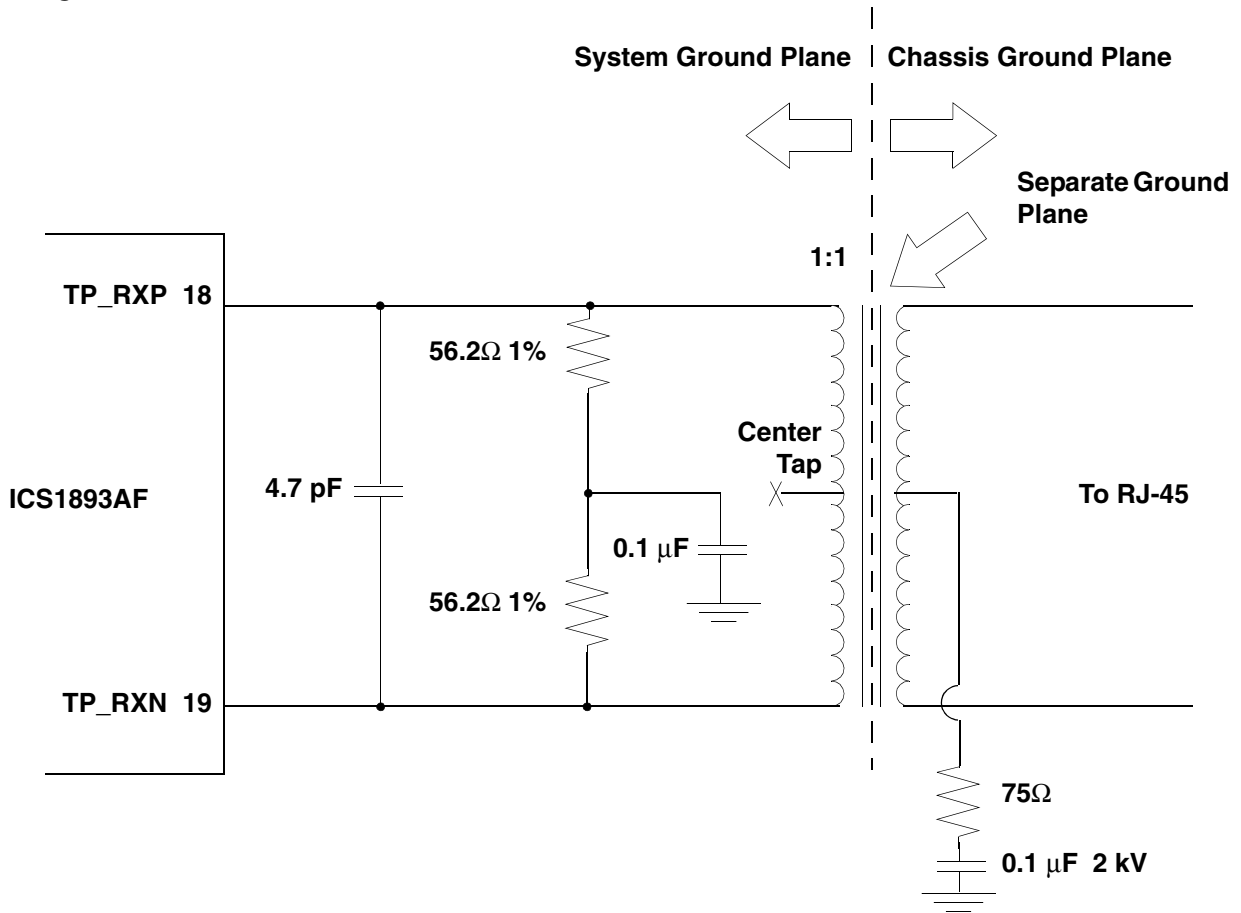 System Ground Plane
Chassis Ground Plane
Separate Ground
Plane
1:1
TP_RXP 18
56.2Ω 1%
Center
Tap
4.7 pF
ICS1893AF
To RJ-45
0.1 μF
56.2Ω 1%
TP_RXN 19
75Ω
0.1 μF 2 kV